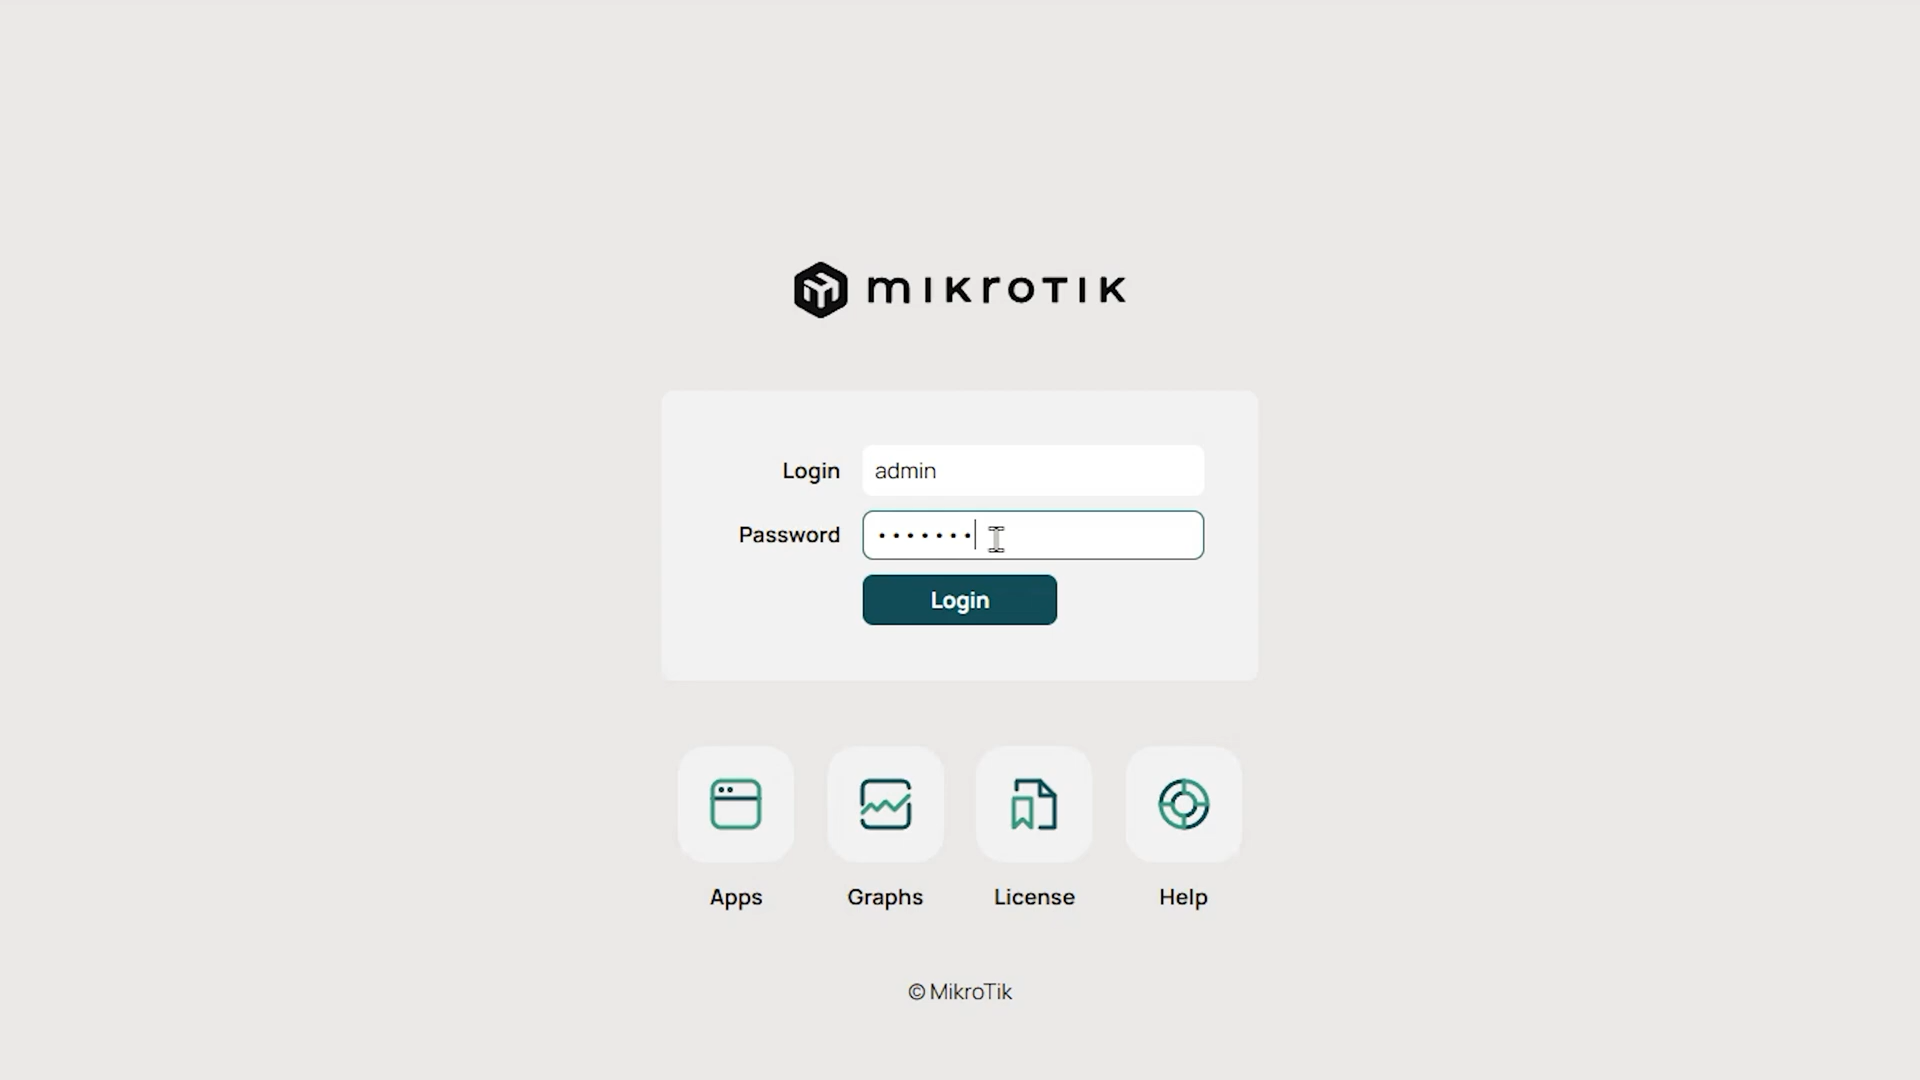 mikrotik
Login admin
Password •••••••
Login
Apps Graphs License Help
© MikroTik